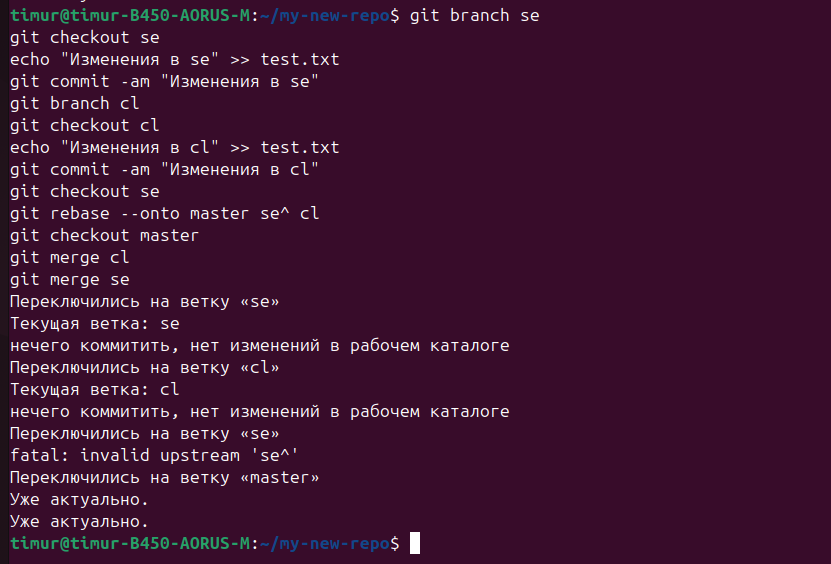 timur@timur-B450-AORUS-M:~/my-new-repo$ git branch se
git checkout se
echo "Изменения в se" >> test.txt
git commit -am "Изменения в se"
git branch cl
git checkout cl
echo "Изменения в cl" >> test.txt
git commit -am "Изменения в cl"
git checkout se
git rebase --onto master se^ cl
git checkout master
git merge cl
git merge se
Переключились на ветку «se»
Текущая ветка: se
нечего коммитить, нет изменений в рабочем каталоге
Переключились на ветку «cl»
Текущая ветка: cl
нечего коммитить, нет изменений в рабочем каталоге
Переключились на ветку «se»
fatal: invalid upstream 'se^'
Переключились на ветку «master»
Уже актуально.
Уже актуально.
timur@timur-B450-AORUS-M:~/my-new-repo$